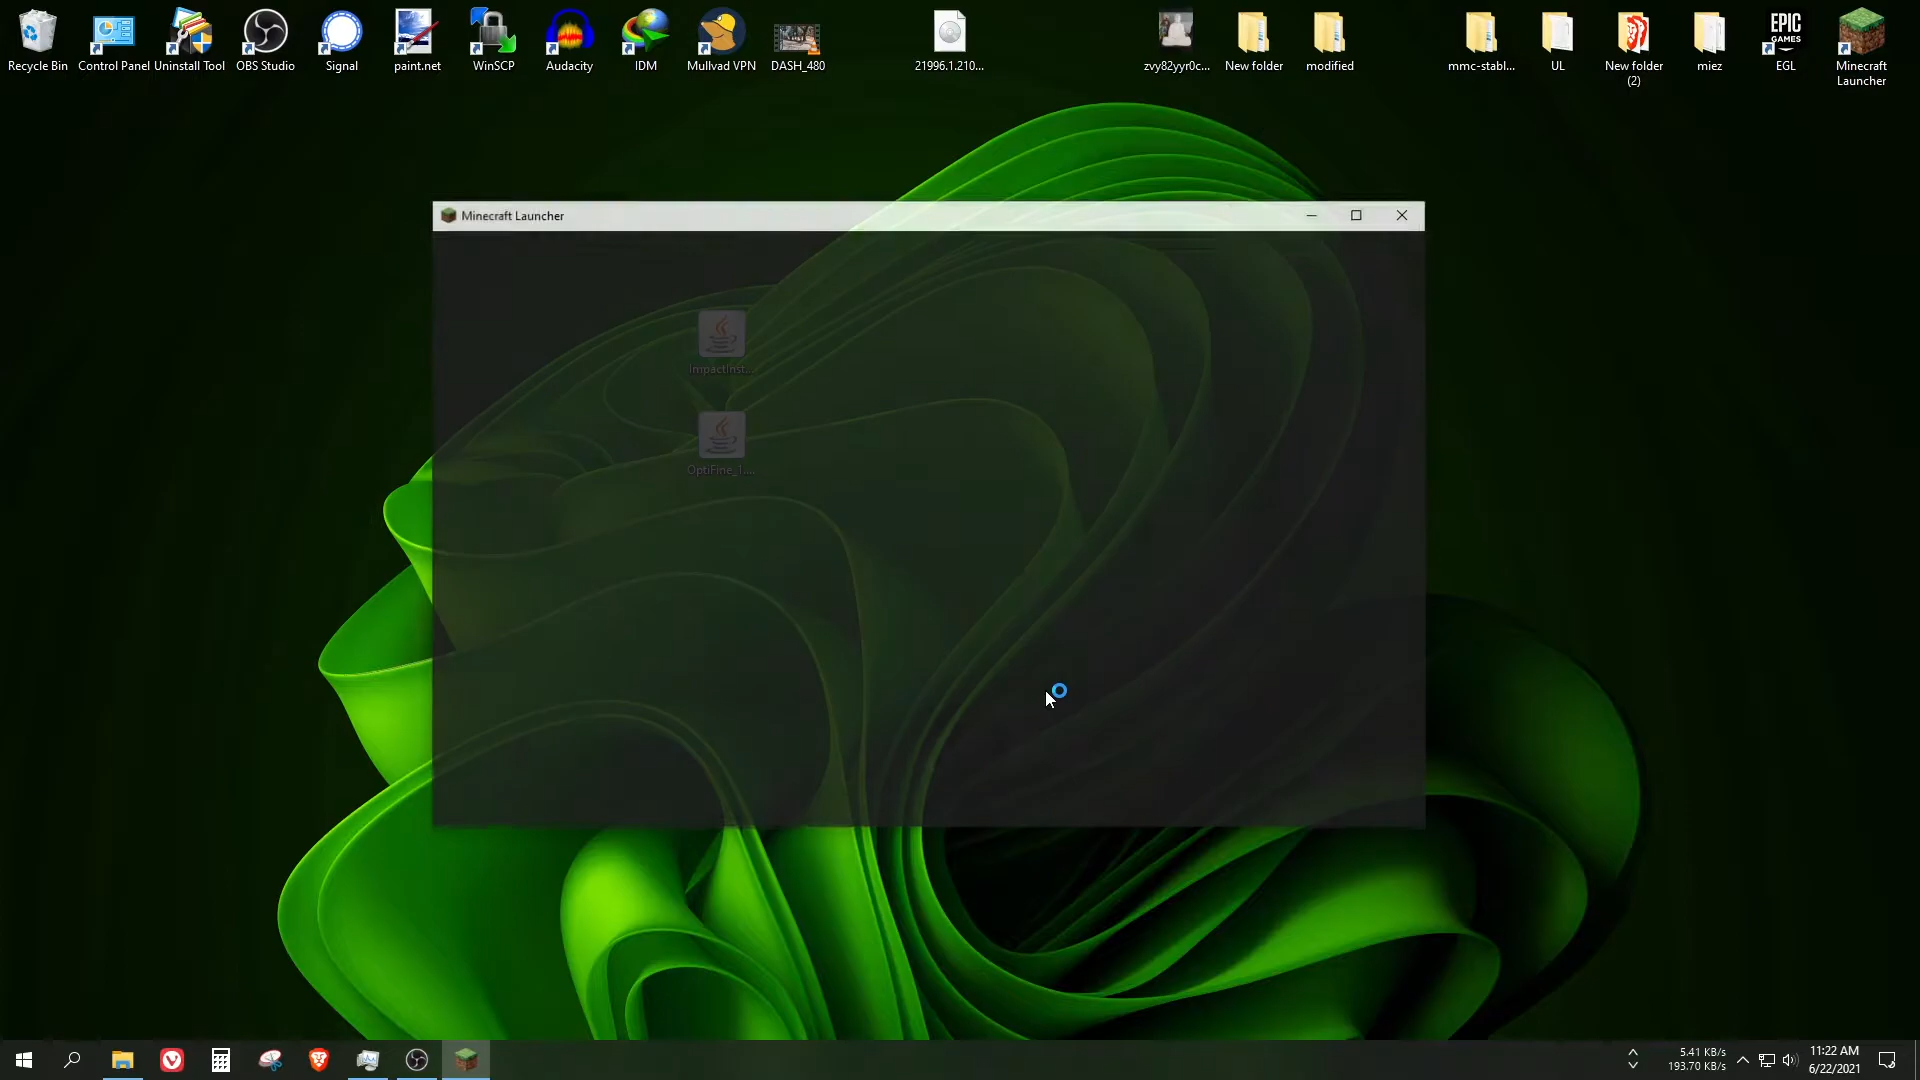 Recycle Bin
Control Panel
Uninstall Tool
OBS Studio
Signal
paint.net
WinSCP
Audacity
IDM
Mullvad VPN
DASH_480
21996.1.210...
zvy82yyr0c...
New folder
modified
mmc-stabl...
UL
New folder
(2)
miez
EPIC
GAMES
EGL
Minecraft
Launcher
Minecraft Launcher
ImpactInst...
OptiFine_1....
5.41 KB/s
193.70 KB/s
11:22 AM
6/22/2021